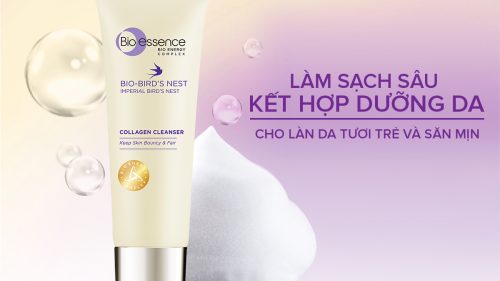 Bio essence
BIO ENERGY
COMPLEX
BIO-BIRD'S NEST
IMPERIAL BIRD'S NEST
COLLAGEN CLEANSER
Keep Skin Bouncy & Fair
LÀM SẠCH SÂU
KẾT HỢP DƯỠNG DA
CHO LÀN DA TƯƠI TRẺ VÀ SĂN MỊN